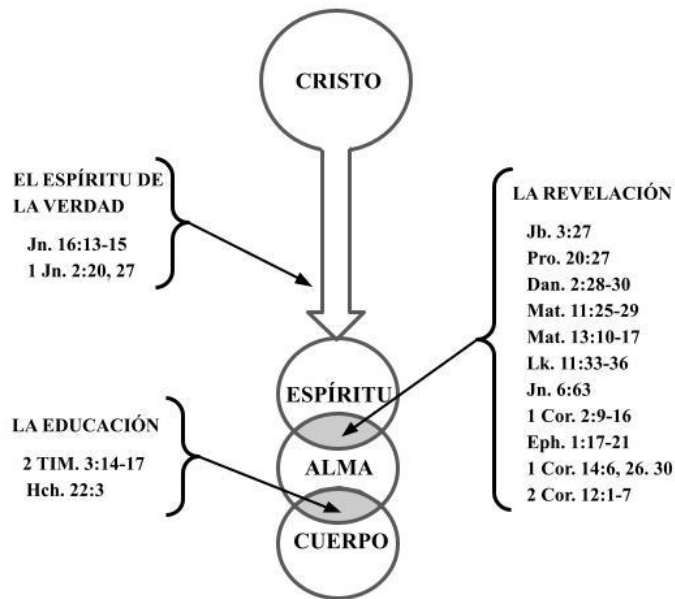 CRISTO
EL ESPÍRITU DE
LA VERDAD
Jn. 16:13-15
1 Jn. 2:20, 27
LA REVELACIÓN
Jb. 3:27
Pro. 20:27
Dan. 2:28-30
Mat. 11:25-29
Mat. 13:10-17
Lk. 11:33-36
Jn. 6:63
1 Cor. 2:9-16
Eph. 1:17-21
1 Cor. 14:6, 26. 30
2 Cor. 12:1-7
ESPÍRITU
ALMA
CUERPO
LA EDUCACIÓN
2 TIM. 3:14-17
Hch. 22:3